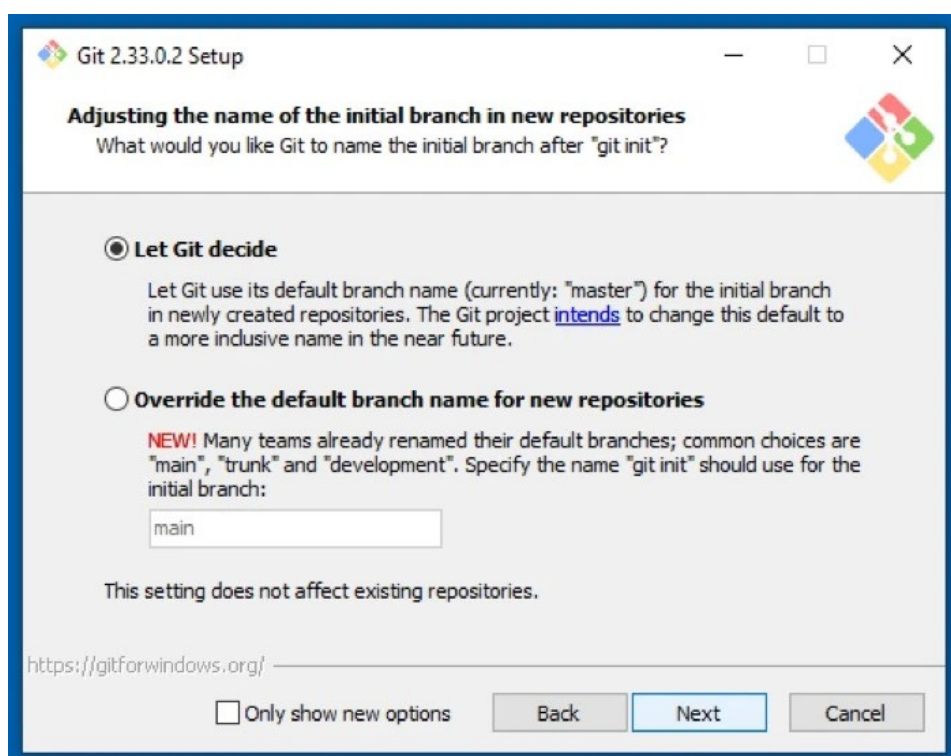 Git 2.33.0.2 Setup
Adjusting the name of the initial branch in new repositories
What would you like Git to name the initial branch after "git init"?
Let Git decide
Let Git use its default branch name (currently: "master") for the initial branch
in newly created repositories. The Git project intends to change this default to
a more inclusive name in the near future.
Override the default branch name for new repositories
NEW! Many teams already renamed their default branches; common choices are
"main", "trunk" and "development". Specify the name "git init" should use for the
initial branch:
main
This setting does not affect existing repositories.
https://gitforwindows.org/
Only show new options
Back
Next
Cancel